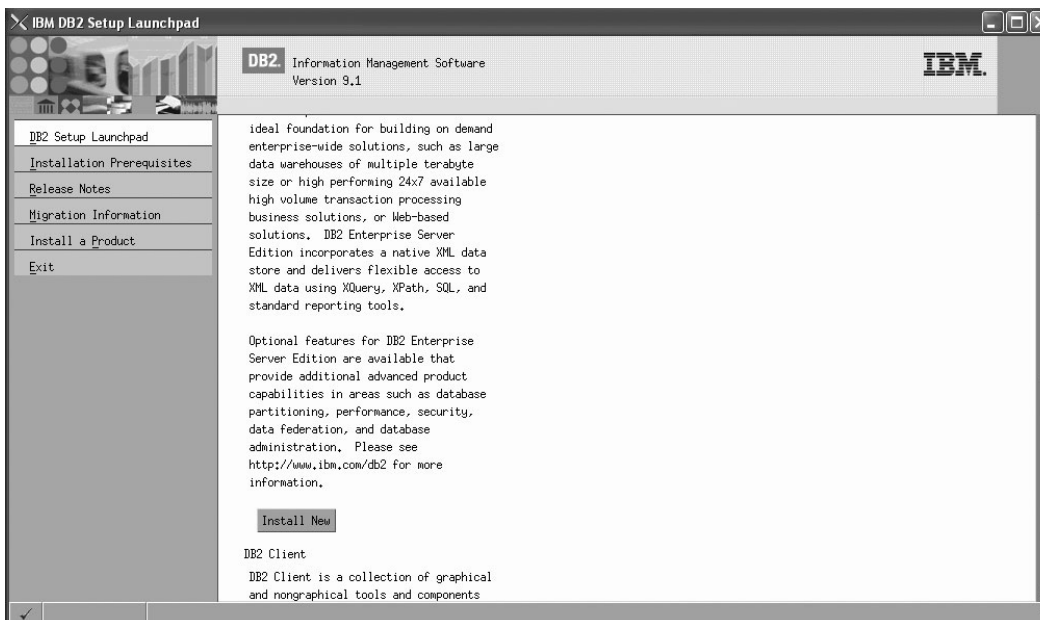 IBM DB2 Setup Launchpad
DB2. Information Management Software
Version 9.1
IBM.
DB2 Setup Launchpad
Installation Prerequisites
Release Notes
Migration Information
Install a Product
Exit
ideal foundation for building on demand
enterprise-wide solutions, such as large
data warehouses of multiple terabyte
size or high performing 24x7 available
high volume transaction processing
business solutions, or Web-based
solutions. DB2 Enterprise Server
Edition incorporates a native XML data
store and delivers flexible access to
XML data using XQuery, XPath, SQL, and
standard reporting tools.
Optional features for DB2 Enterprise
Server Edition are available that
provide additional advanced product
capabilities in areas such as database
partitioning, performance, security,
data federation, and database
administration. Please see
http://www.ibm.com/db2 for more
information.
Install New
DB2 Client
DB2 Client is a collection of graphical
and nongraphical tools and components